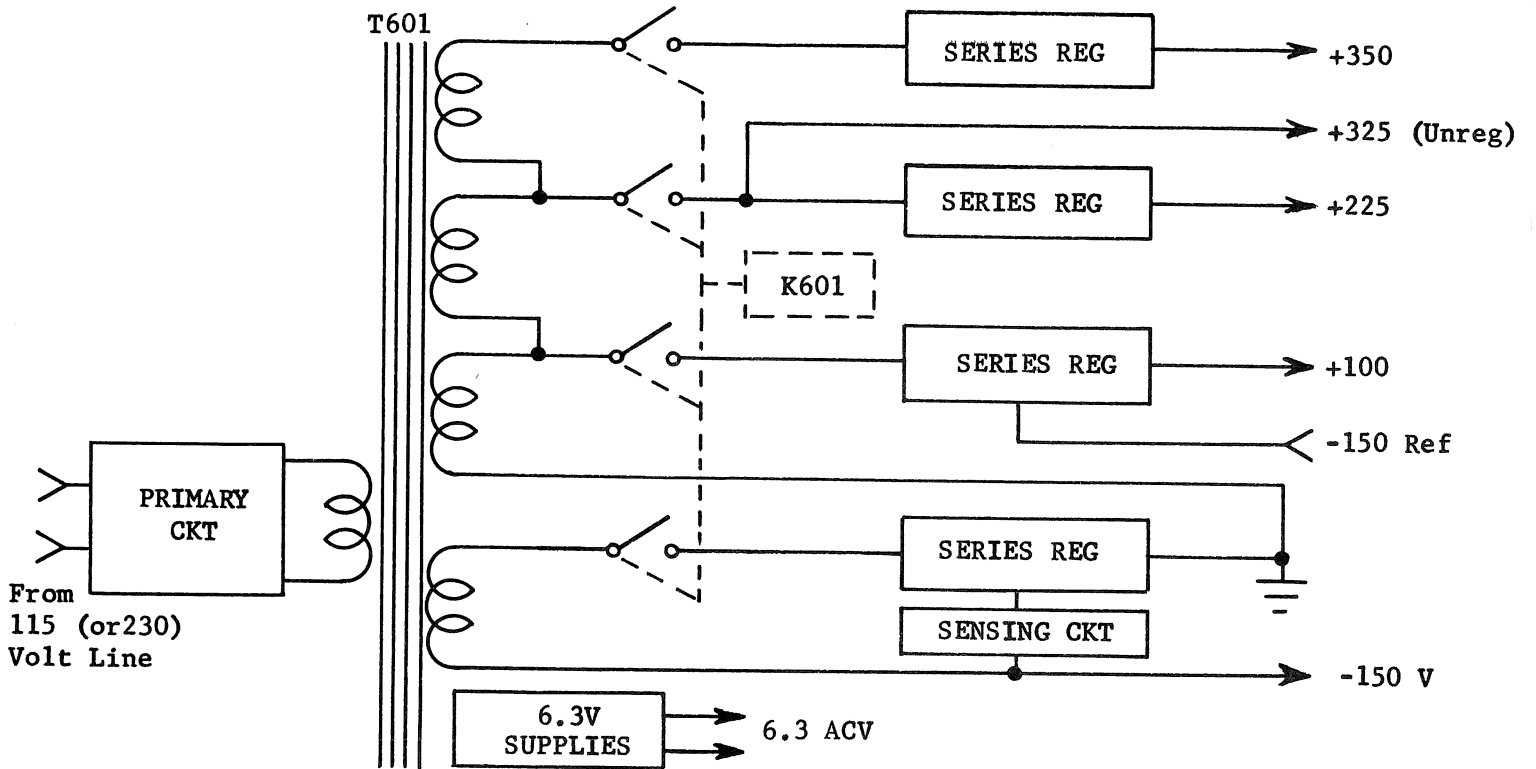 T601
SERIES REG
+350
+325 (Unreg)
SERIES REG
+225
K601
SERIES REG
+100
-150 Ref
PRIMARY
CKT
From
115 (or230)
Volt Line
SERIES REG
SENSING CKT
-150 V
6.3V
SUPPLIES
6.3 ACV